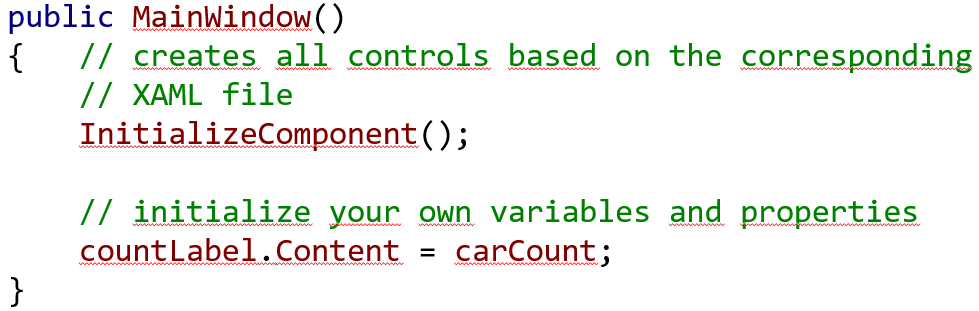 public MainWindow()
{   // creates all controls based on the corresponding
    // XAML file
    InitializeComponent();

    // initialize your own variables and properties
    countLabel.Content = carCount;
}